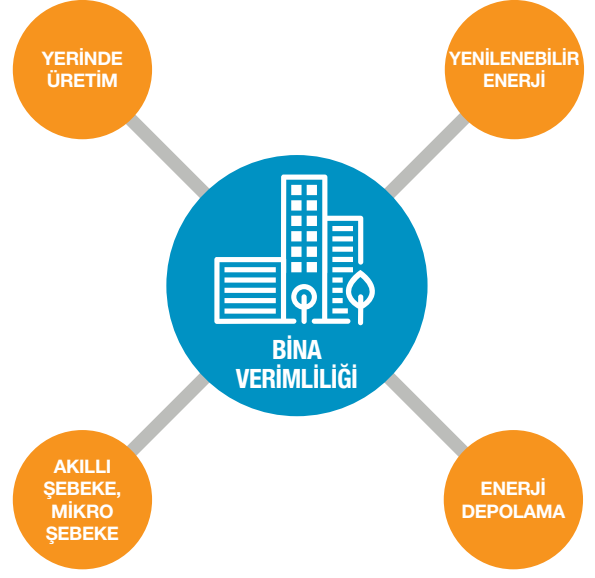 YERİNDE
ÜRETİM
YENİLENEBİLİR
ENERJİ
BİNA
VERİMLİLİĞİ
AKILLI
ŞEBEKE,
MİKRO
ŞEBEKE
ENERJİ
DEPOLAMA